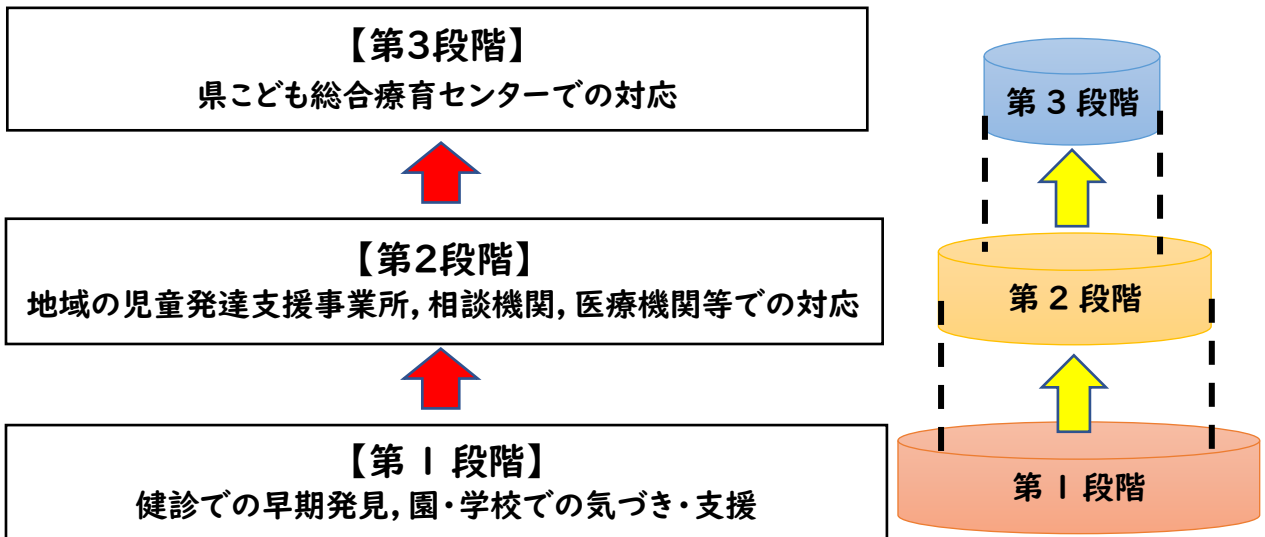 【第3段階】
県こども総合療育センターでの対応
【第2段階】
地域の児童発達支援事業所,相談機関,医療機関等での対応
【第1段階】
健診での早期発見,園・学校での気づき・支援
第3段階
第2段階
第1段階